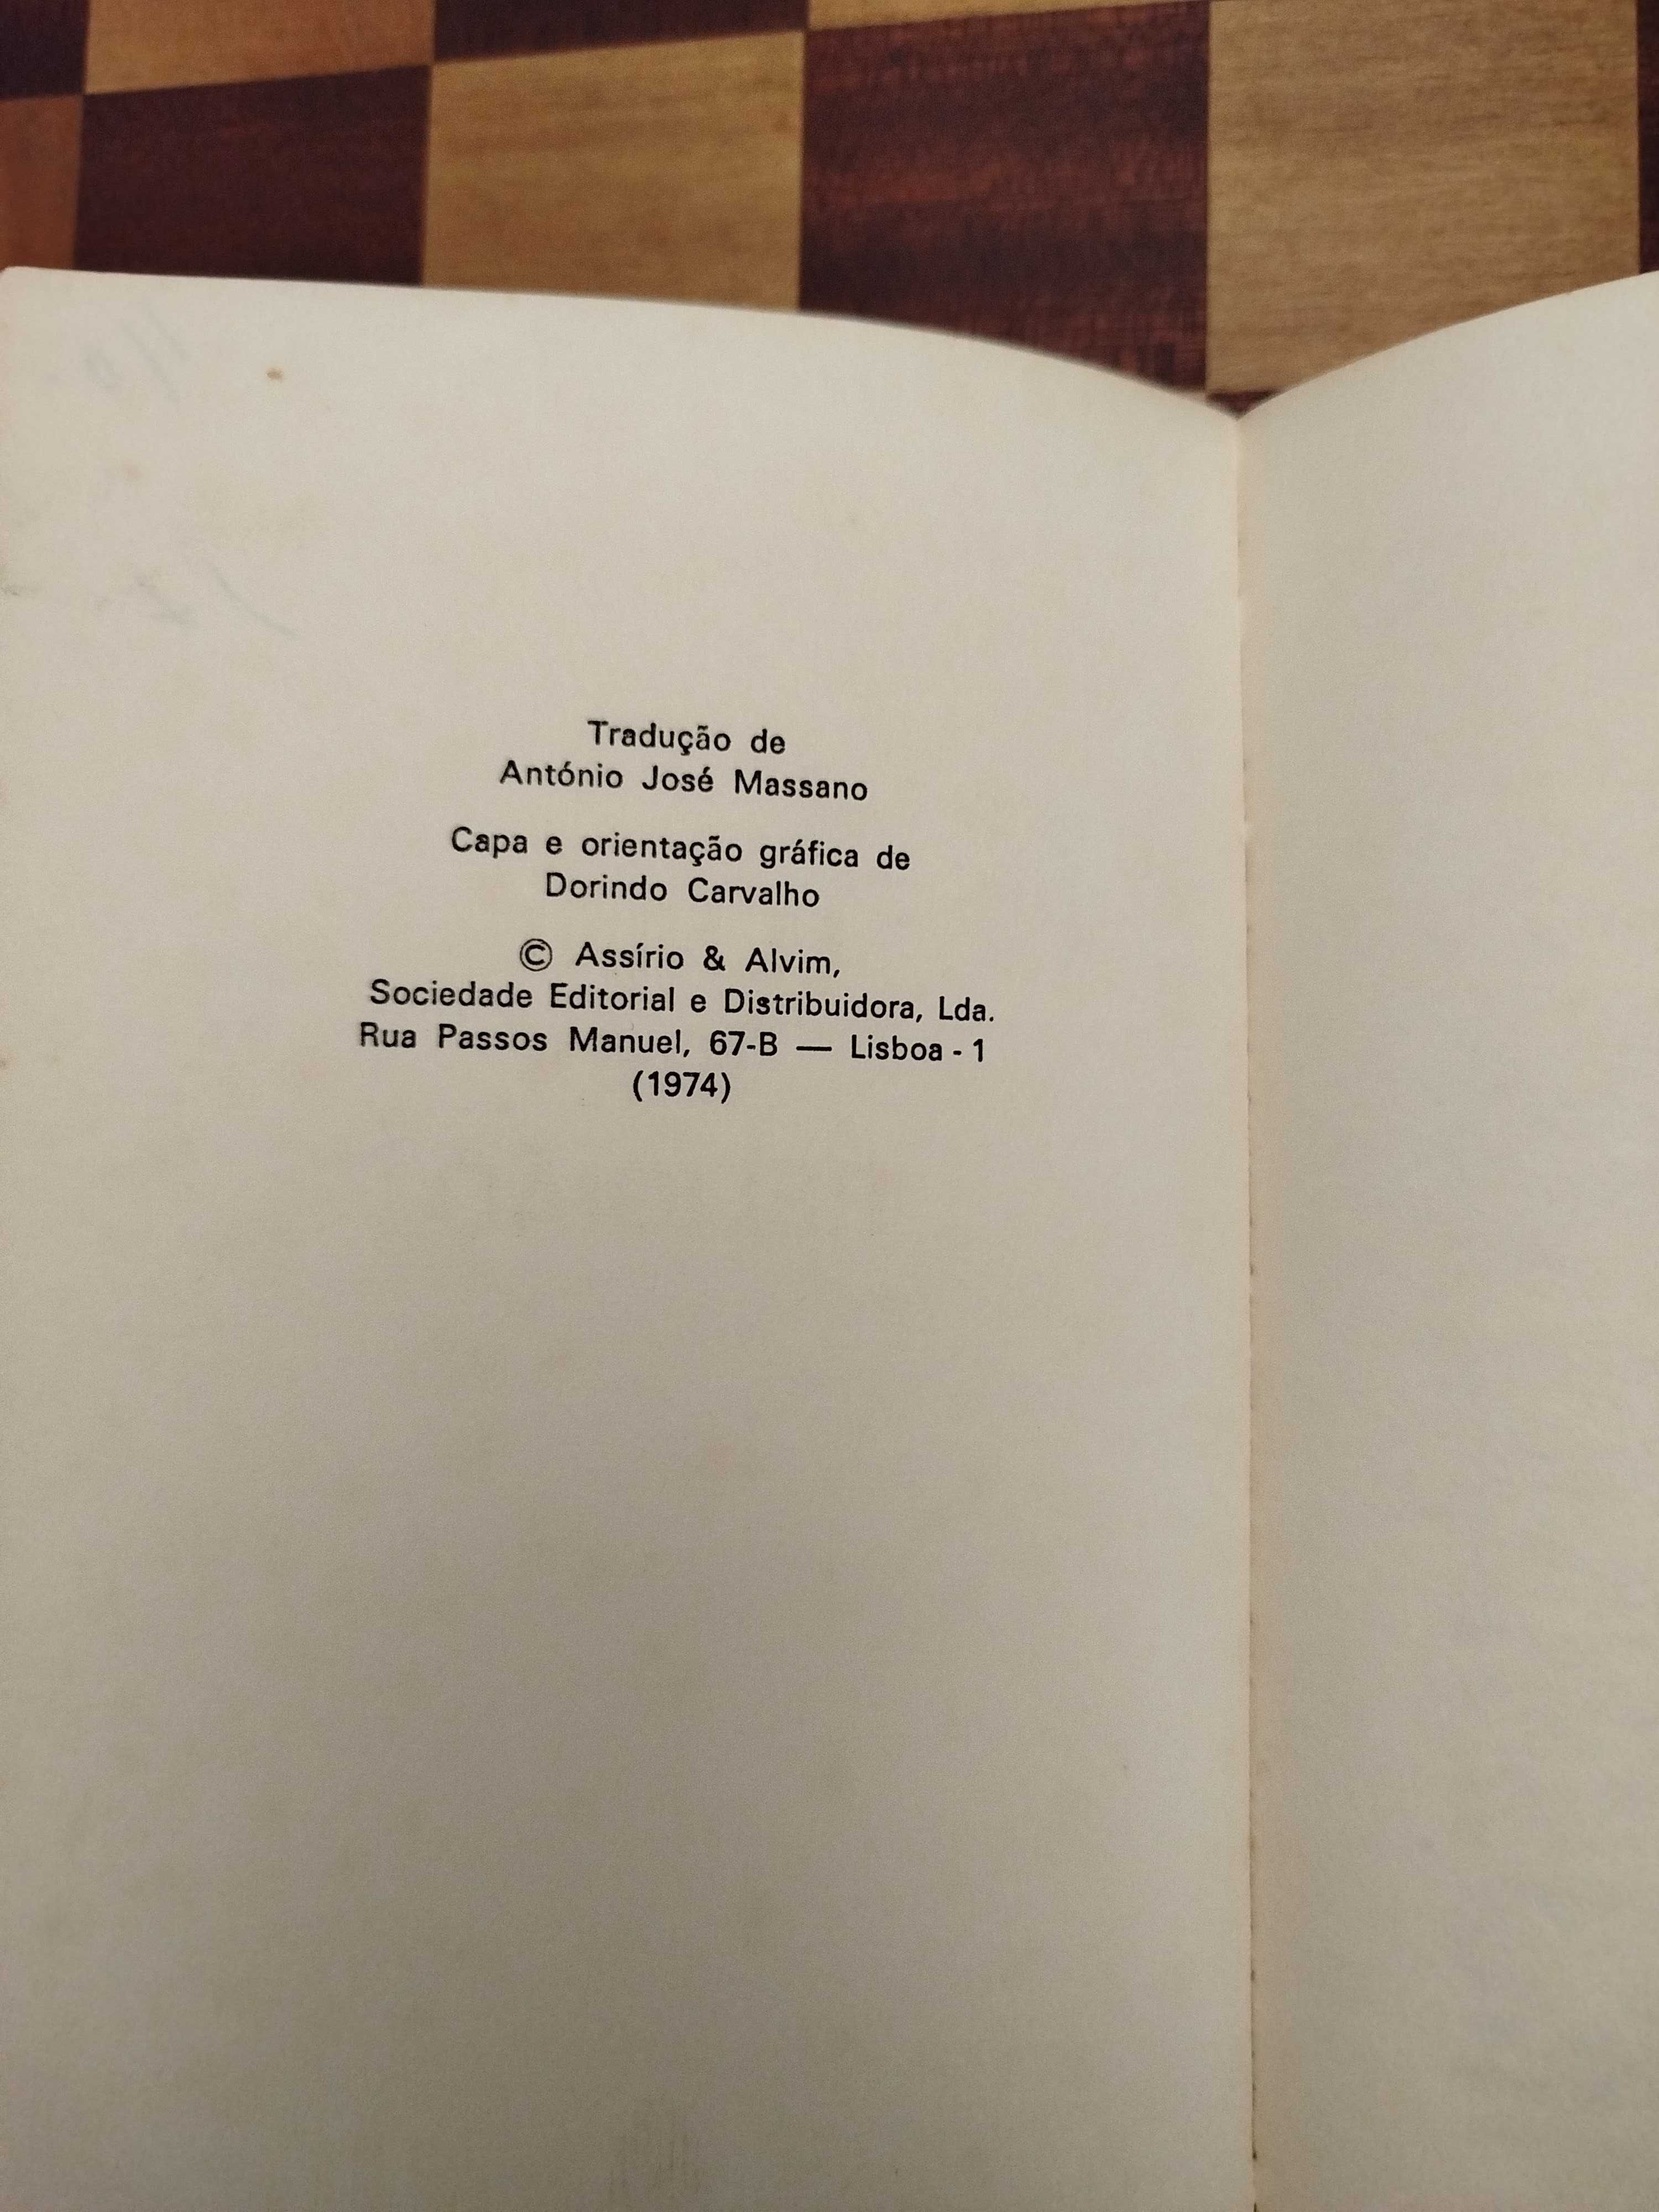 Tradução de
António José Massano
Capa e orientação gráfica de
Dorindo Carvalho
© Assírio & Alvim,
Sociedade Editorial e Distribuidora, Lda.
Rua Passos Manuel, 67-B — Lisboa - 1
(1974)